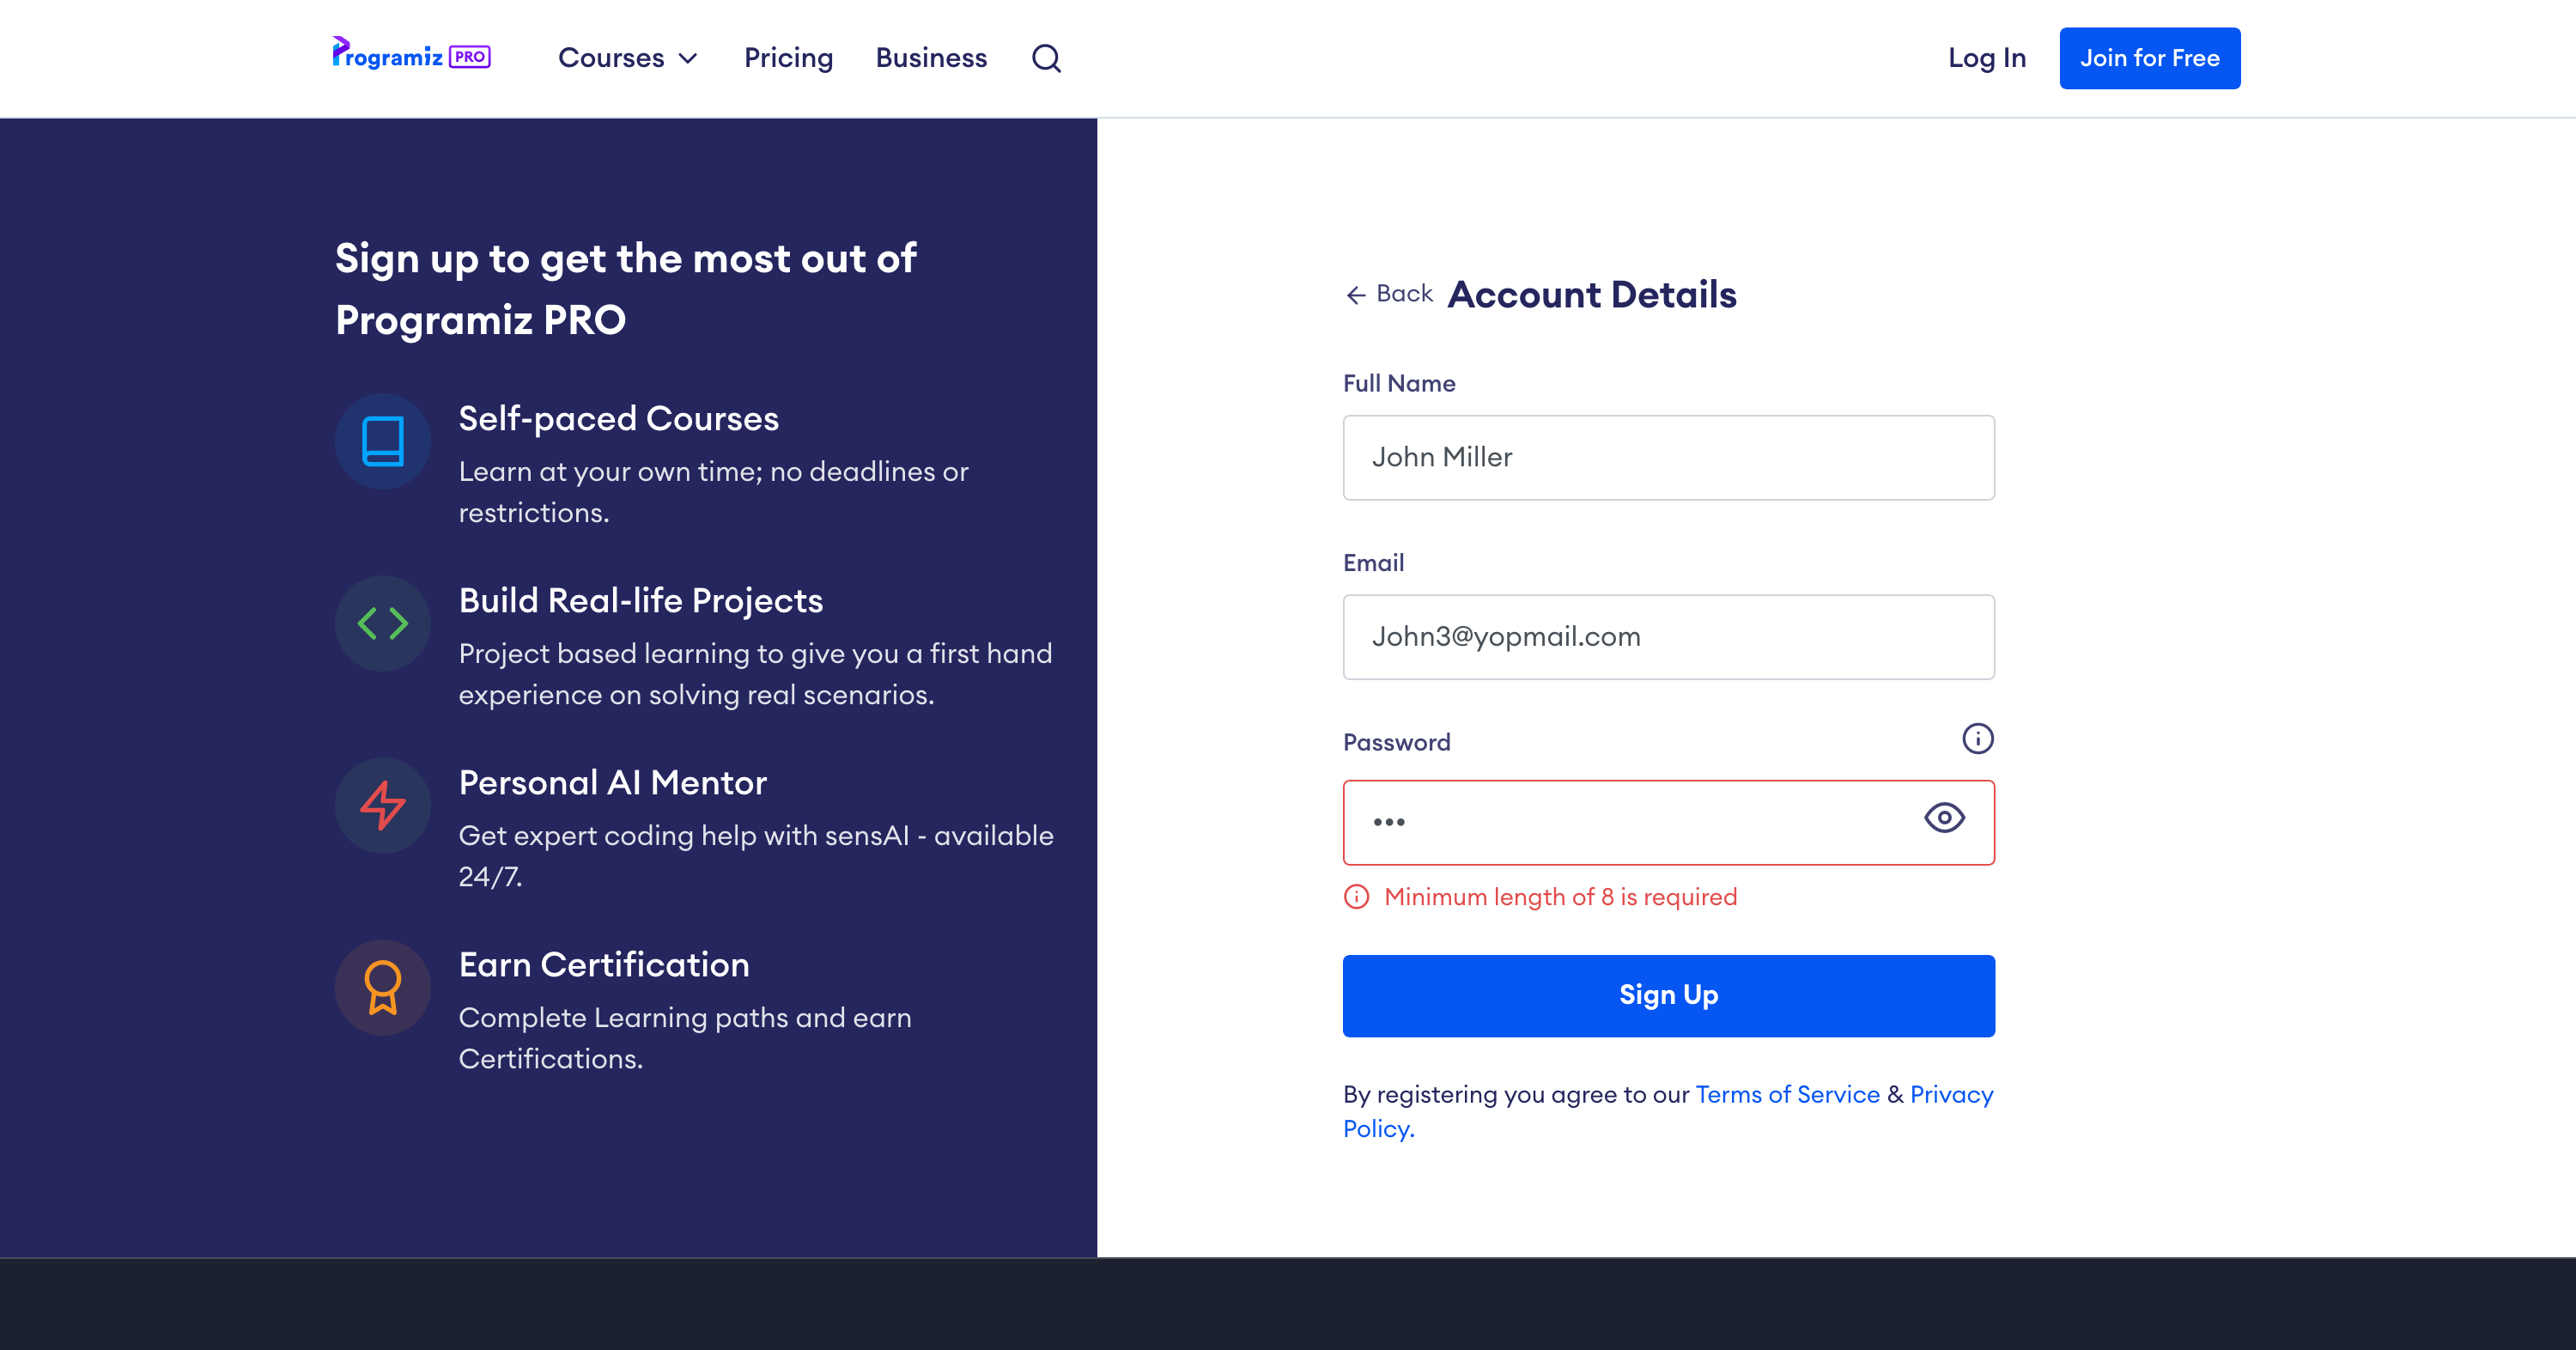 Programiz PRO
Courses
Pricing
Business
Log In
Join for Free
Sign up to get the most out of
Programiz PRO
Self-paced Courses
Learn at your own time; no deadlines or
restrictions.
Build Real-life Projects
Project based learning to give you a first hand
experience on solving real scenarios.
Personal AI Mentor
Get expert coding help with sensAI - available
24/7.
Earn Certification
Complete Learning paths and earn
Certifications.
Back
Account Details
Full Name
John Miller
Email
John3@yopmail.com
Password
•••
Minimum length of 8 is required
Sign Up
By registering you agree to our Terms of Service & Privacy
Policy.